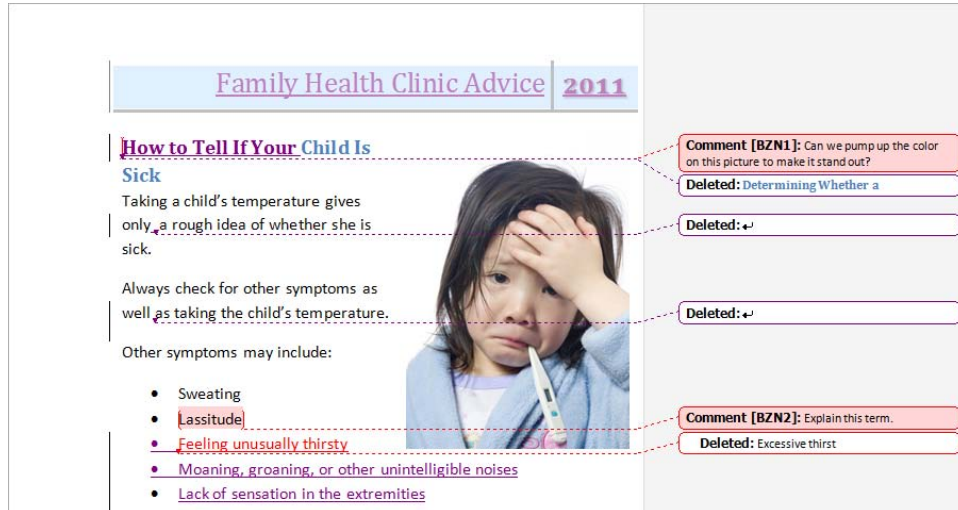 Family Health Clinic Advice 2011
How to Tell If Your Child Is
Sick
Taking a child's temperature gives
only a rough idea of whether she is
sick.
Always check for other symptoms as
well as taking the child's temperature.
Other symptoms may include:
• Sweating
• Lassitude
• Feeling unusually thirsty
• Moaning, groaning, or other unintelligible noises
• Lack of sensation in the extremities
Comment [BZN1]: Can we pump up the color
on this picture to make it stand out?
Deleted: Determining Whether a
Deleted: ↵
Deleted: ↵
Comment [BZN2]: Explain this term.
Deleted: Excessive thirst